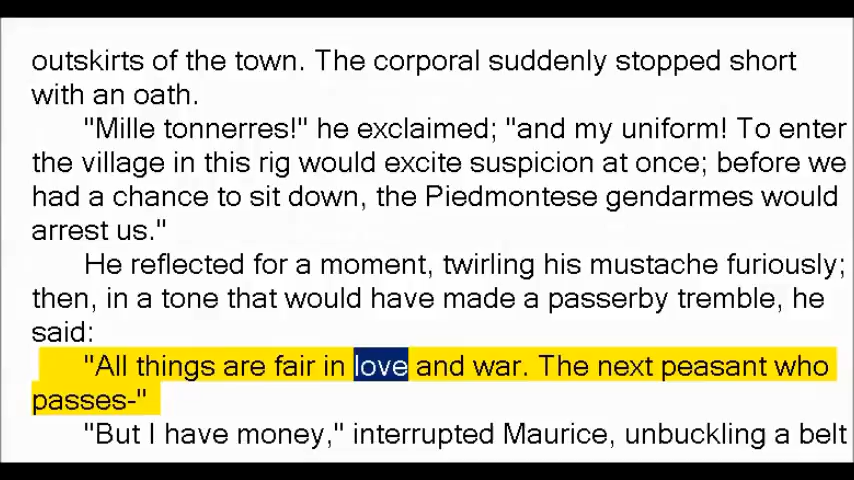 outskirts of the town. The corporal suddenly stopped short
with an oath.
"Mille tonnerres!" he exclaimed; "and my uniform! To enter
the village in this rig would excite suspicion at once; before we
had a chance to sit down, the Piedmontese gendarmes would
arrest us."
He reflected for a moment, twirling his mustache furiously;
then, in a tone that would have made a passerby tremble, he
said:
"All things are fair in love and war. The next peasant who
passes-"
"But I have money," interrupted Maurice, unbuckling a belt